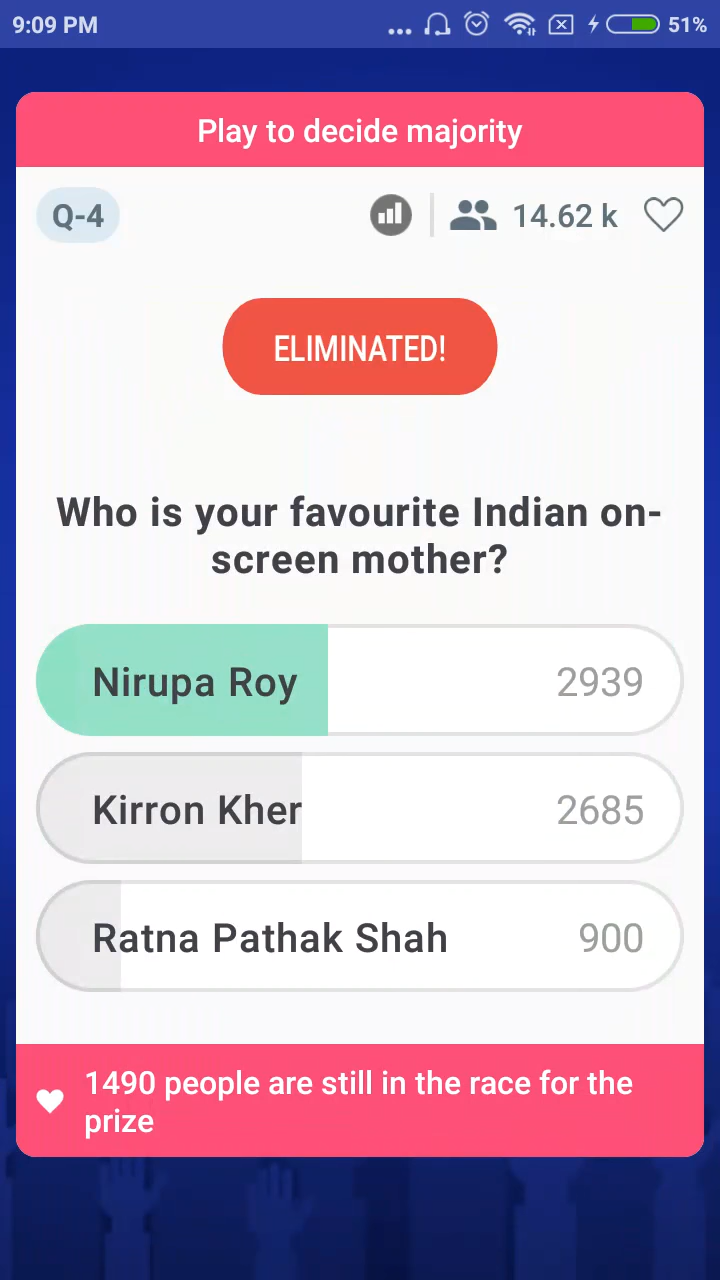 9:09 PM
51%
Play to decide majority
Q-4
14.62 k
ELIMINATED!
Who is your favourite Indian on-
screen mother?
Nirupa Roy 2939
Kirron Kher 2685
Ratna Pathak Shah 900
1490 people are still in the race for the
prize